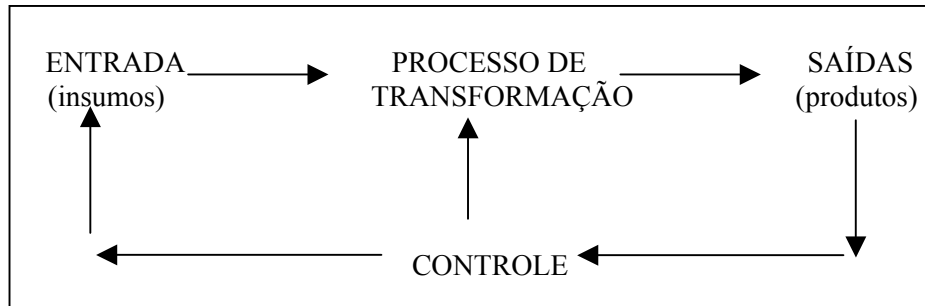 ENTRADA
(insumos)
PROCESSO DE
TRANSFORMAÇÃO
SAÍDAS
(produtos)
CONTROLE